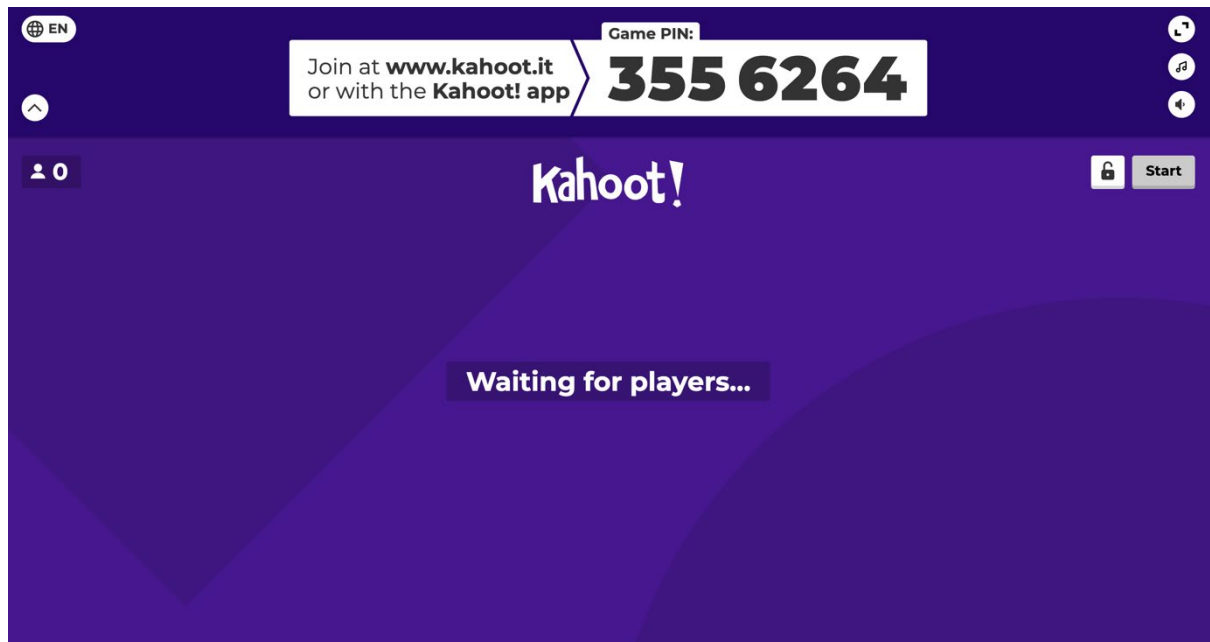 EN
Game PIN:
Join at www.kahoot.it
or with the Kahoot! app
355 6264
0
Kahoot!
Start
Waiting for players...